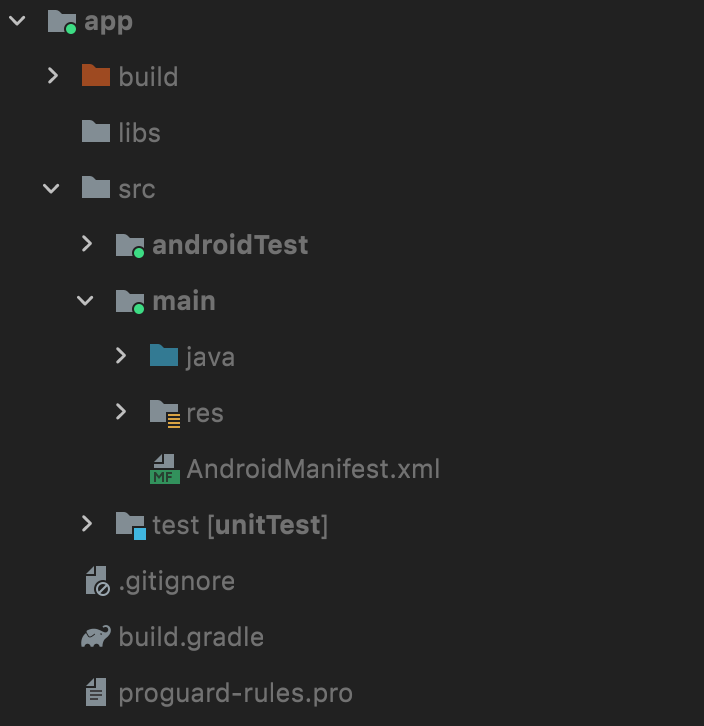 app
build
libs
src
androidTest
main
java
res
MF AndroidManifest.xml
test [unitTest]
.gitignore
build.gradle
proguard-rules.pro